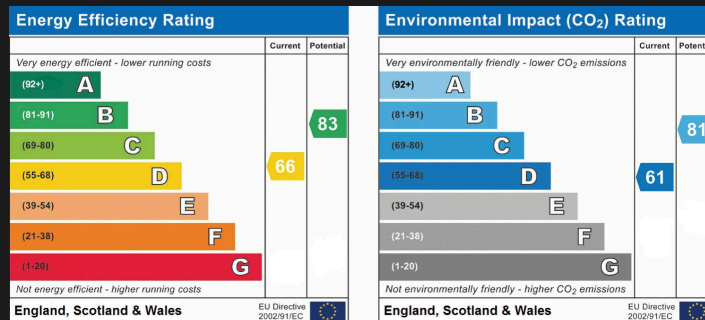 Energy Efficiency Rating
Current Potential
Very energy efficient - lower running costs
(92+) A
(81-91) B
83
(69-80) C
66
(55-68) D
(39-54) E
(21-38) F
(1-20) G
Not energy efficient - higher running costs
England, Scotland & Wales
EU Directive
2002/91/EC
Environmental Impact (CO₂) Rating
Current Potent
Very environmentally friendly - lower CO₂ emissions
(92+) A
(81-91) B
81
(69-80) C
(55-68) D
61
(39-54) E
(21-38) F
(1-20) G
Not environmentally friendly - higher CO₂ emissions
England, Scotland & Wales
EU Directive
2002/91/EC